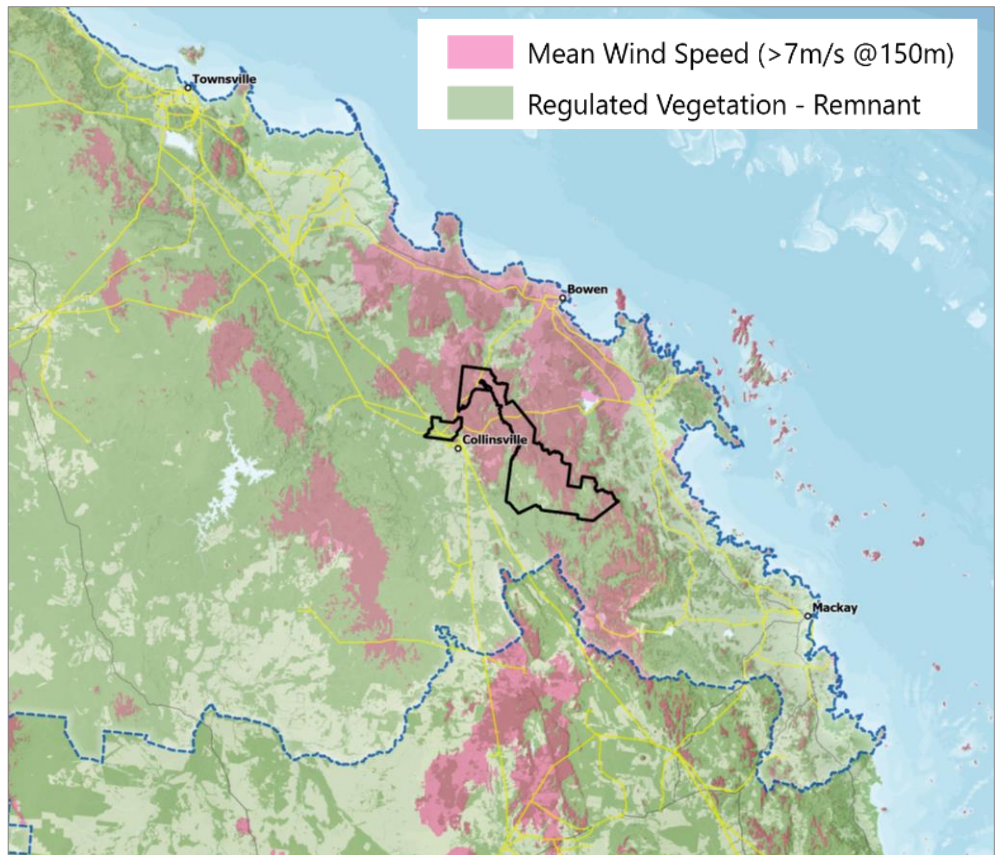 Mean Wind Speed (>7m/s @150m)
Regulated Vegetation - Remnant
Townsville
Bowen
Collinsville
Mackay